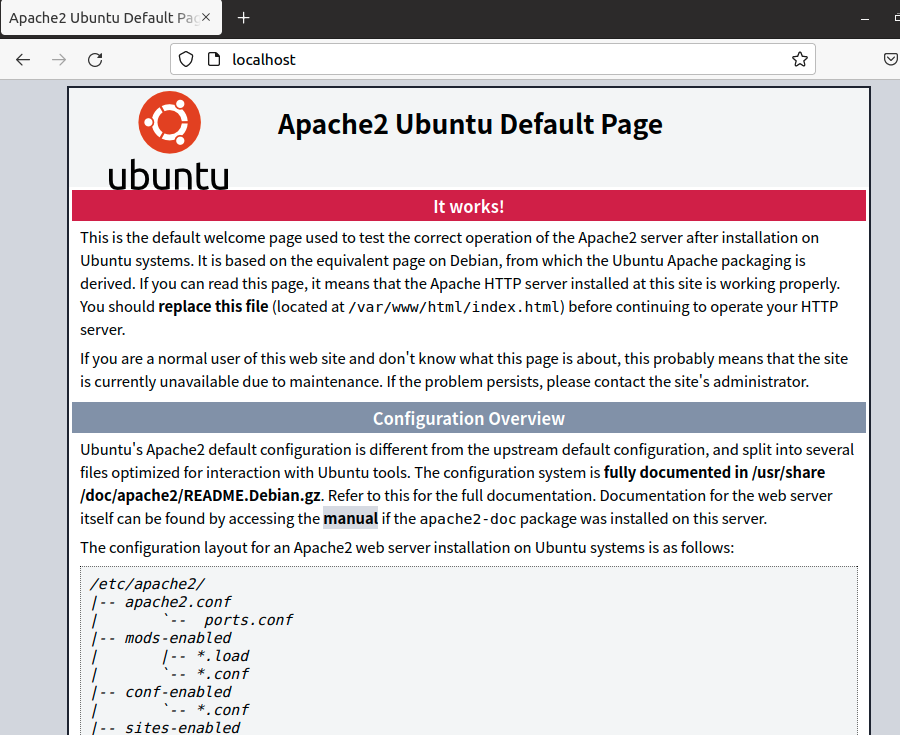 Apache2 Ubuntu Default Pag
localhost
ubuntu
Apache2 Ubuntu Default Page
It works!
This is the default welcome page used to test the correct operation of the Apache2 server after installation on
Ubuntu systems. It is based on the equivalent page on Debian, from which the Ubuntu Apache packaging is
derived. If you can read this page, it means that the Apache HTTP server installed at this site is working properly.
You should replace this file (located at /var/www/html/index.html) before continuing to operate your HTTP
server.
If you are a normal user of this web site and don't know what this page is about, this probably means that the site
is currently unavailable due to maintenance. If the problem persists, please contact the site's administrator.
Configuration Overview
Ubuntu's Apache2 default configuration is different from the upstream default configuration, and split into several
files optimized for interaction with Ubuntu tools. The configuration system is fully documented in /usr/share
/doc/apache2/README.Debian.gz. Refer to this for the full documentation. Documentation for the web server
itself can be found by accessing the manual if the apache2-doc package was installed on this server.
The configuration layout for an Apache2 web server installation on Ubuntu systems is as follows:
/etc/apache2/
|-- apache2.conf
|       `--  ports.conf
|-- mods-enabled
|       |-- *.load
|       `-- *.conf
|-- conf-enabled
|       `-- *.conf
|-- sites-enabled